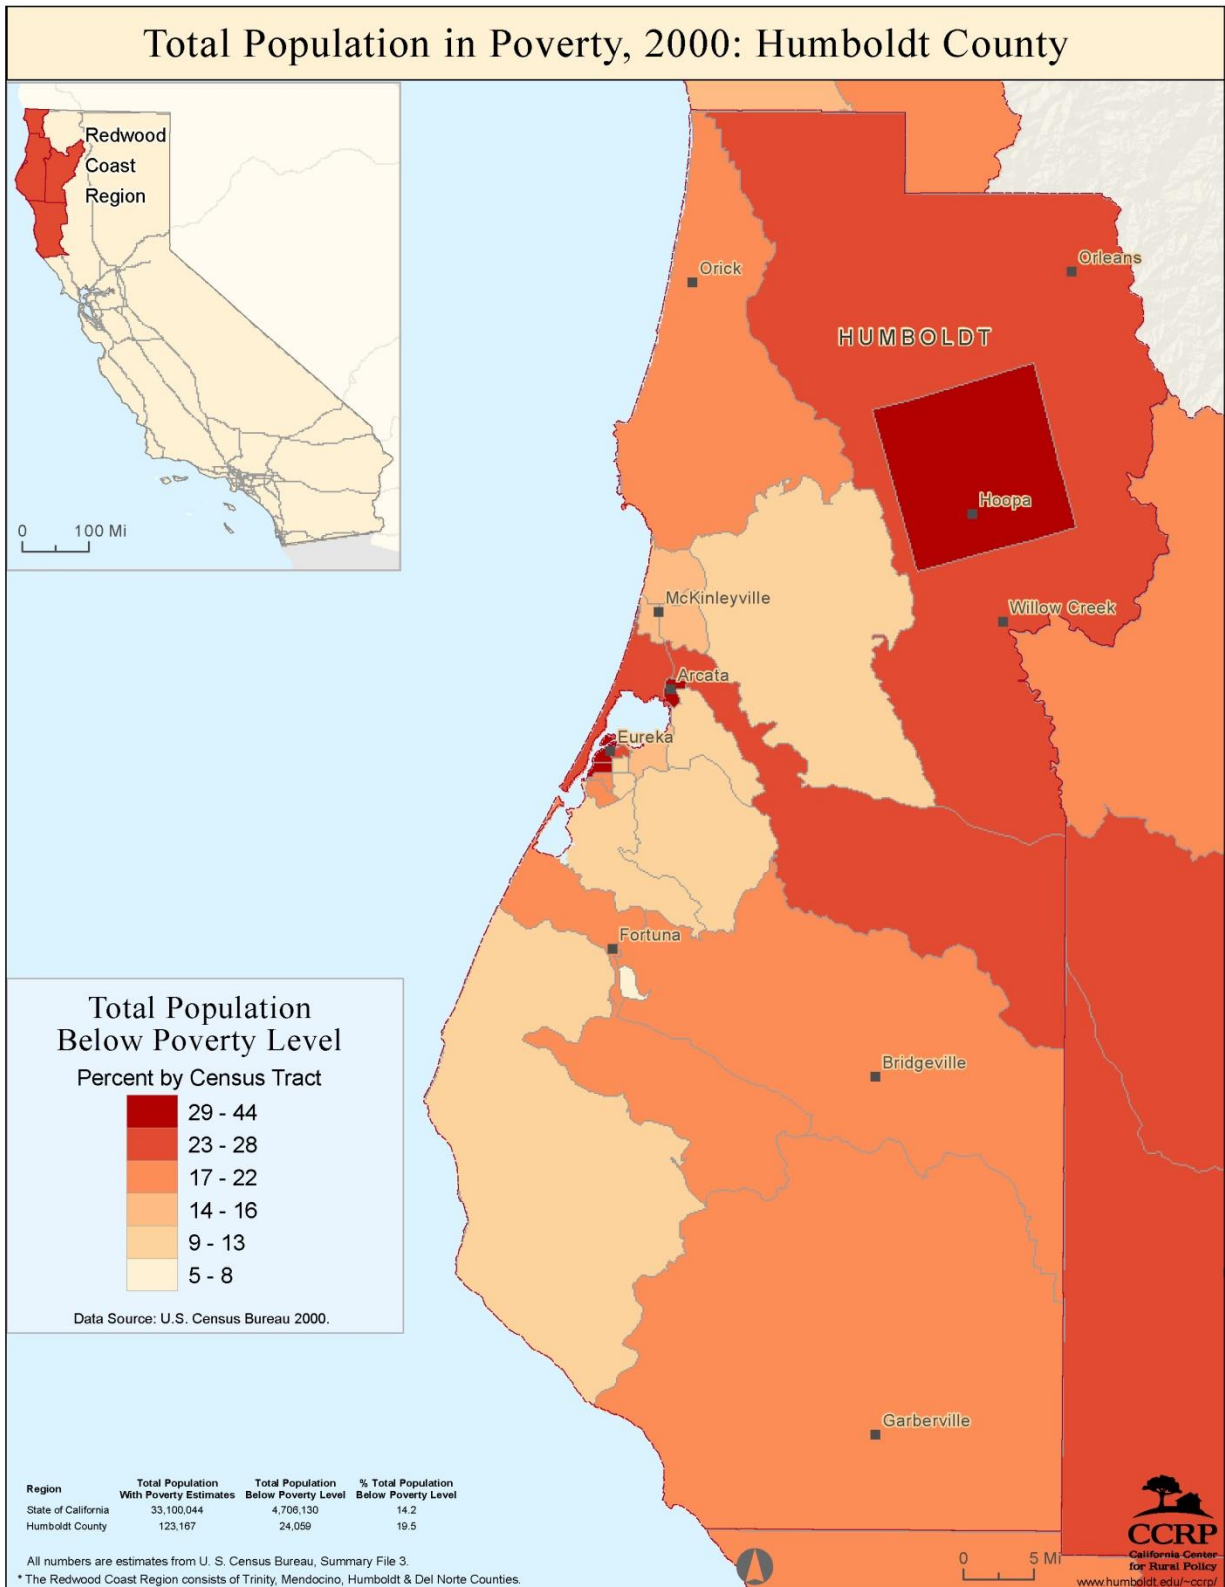 Total Population in Poverty, 2000: Humboldt County
Redwood
Coast
Region
0 100 Mi
Orick
Orleans
HUMBOLDT
Hoopa
McKinleyville
Willow Creek
Arcata
Eureka
Fortuna
Bridgeville
Garberville
Total Population
Below Poverty Level
Percent by Census Tract
29 - 44
23 - 28
17 - 22
14 - 16
9 - 13
5 - 8
Data Source: U.S. Census Bureau 2000.
Region Total Population With Poverty Estimates Total Population Below Poverty Level % Total Population Below Poverty Level
State of California 33,100,044 4,706,130 14.2
Humboldt County 123,167 24,059 19.5
All numbers are estimates from U. S. Census Bureau, Summary File 3.
* The Redwood Coast Region consists of Trinity, Mendocino, Humboldt & Del Norte Counties.
0 5 Mi
CCRP
California Center
for Rural Policy
www.humboldt.edu/~ccrp/